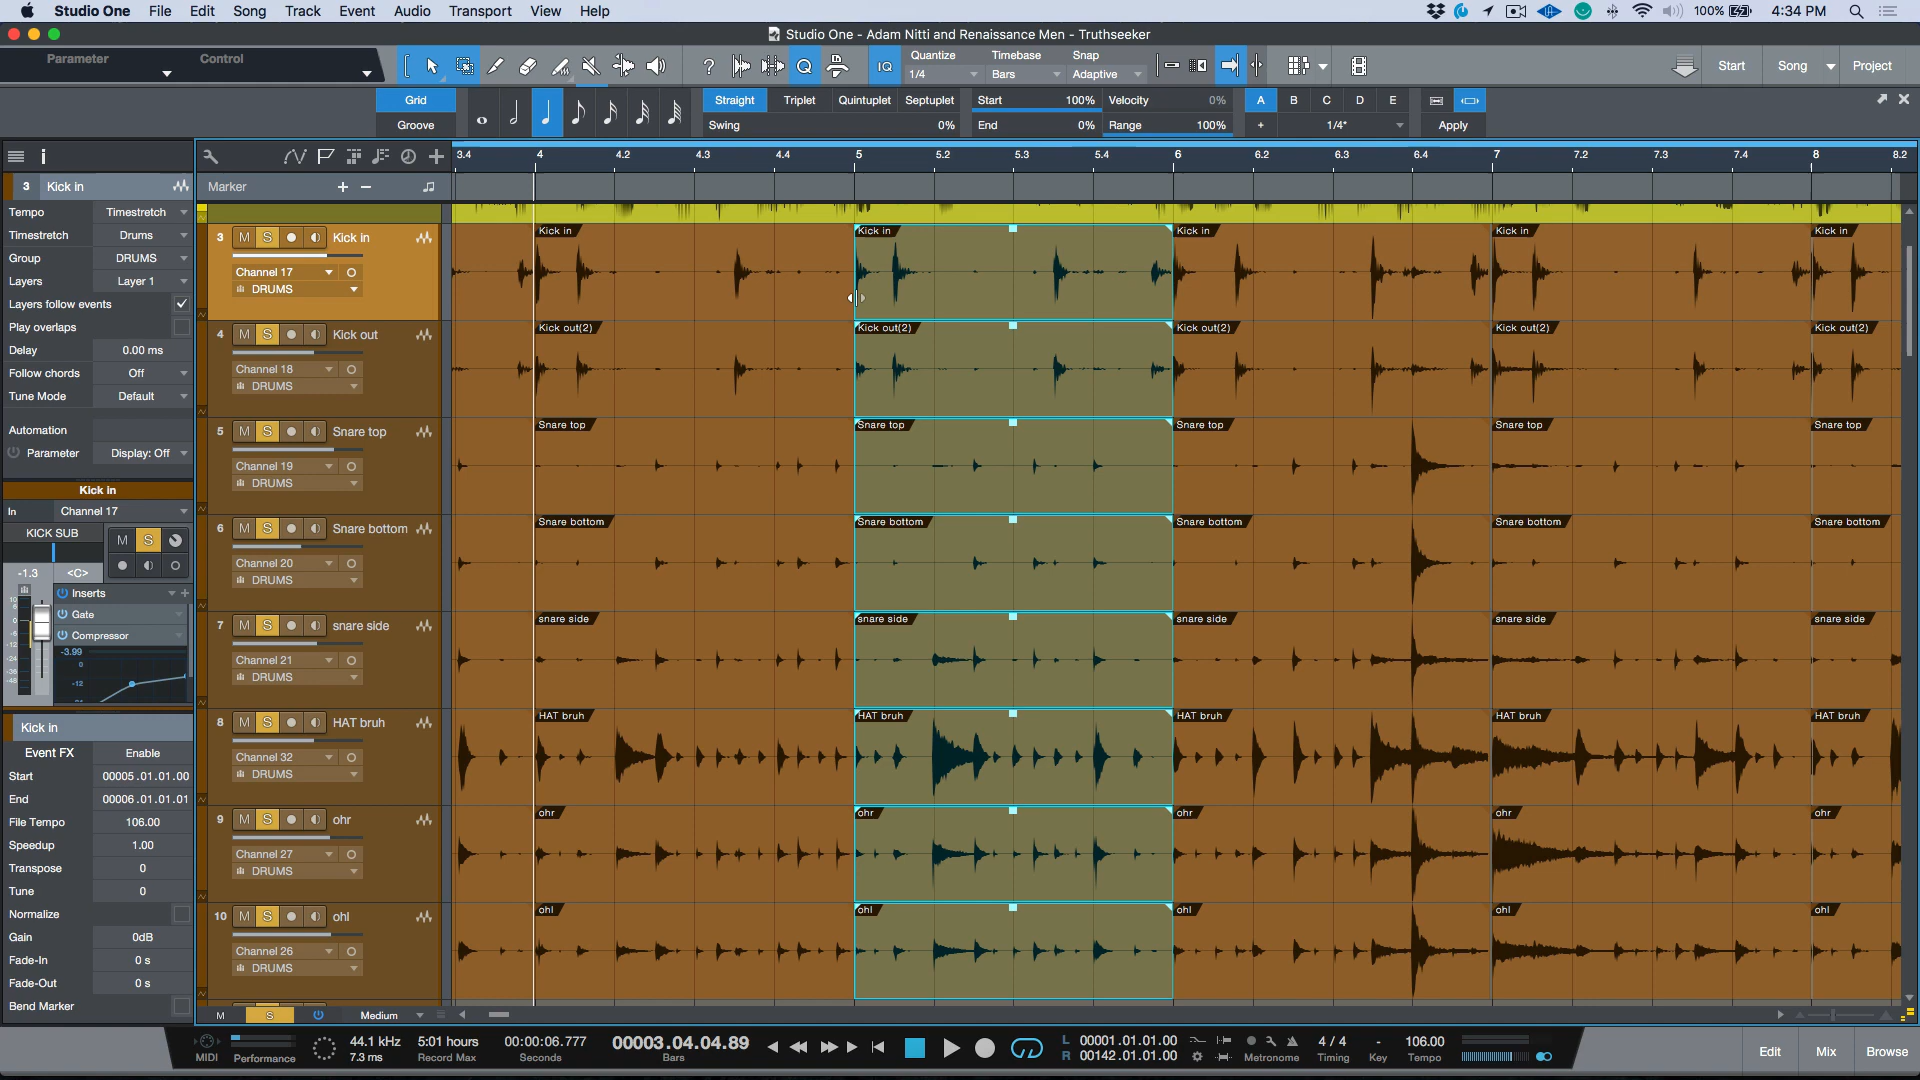 Studio One File Edit Song Track Event Audio Transport View Help 100% 4:34 PM
Studio One - Adam Nitti and Renaissance Men - Truthseeker
Parameter Control
? IQ Quantize 1/4 Timebase Bars Snap Adaptive Start Song Project
Grid Straight Triplet Quintuplet Septuplet Start 100% Velocity 0% A B C D E
Groove Swing 0% End 0% Range 100% + 1/4* Apply
3.4 4 4.2 4.3 4.4 5 5.2 5.3 5.4 6 6.2 6.3 6.4 7 7.2 7.3 7.4 8 8.2
Marker + −
3 Kick in
Tempo Timestretch
Timestretch Drums
Group DRUMS
Layers Layer 1
Layers follow events
Play overlaps
Delay 0.00 ms
Follow chords Off
Tune Mode Default
Automation
Parameter Display: Off
Kick in
In Channel 17
KICK SUB M S
-1.3 <C>
Inserts
Gate
Compressor
-3.99
0
-12
Kick in
Event FX Enable
Start 00005.01.01.00
End 00006.01.01.01
File Tempo 106.00
Speedup 1.00
Transpose 0
Tune 0
Normalize
Gain 0dB
Fade-In 0 s
Fade-Out 0 s
Bend Marker
3 M S Kick in
Channel 17
DRUMS
Kick in Kick in Kick in Kick in Kick in
4 M S Kick out
Channel 18
DRUMS
Kick out(2) Kick out(2) Kick out(2) Kick out(2) Kick out(2)
5 M S Snare top
Channel 19
DRUMS
Snare top Snare top Snare top Snare top Snare top
6 M S Snare bottom
Channel 20
DRUMS
Snare bottom Snare bottom Snare bottom Snare bottom Snare bottom
7 M S snare side
Channel 21
DRUMS
snare side snare side snare side snare side snare side
8 M S HAT bruh
Channel 32
DRUMS
HAT bruh HAT bruh HAT bruh HAT bruh HAT bruh
9 M S ohr
Channel 27
DRUMS
ohr ohr ohr ohr ohr
10 M S ohl
Channel 26
DRUMS
ohl ohl ohl ohl ohl
M S Medium
MIDI Performance 44.1 kHz 7.3 ms 5:01 hours Record Max 00:00:06.777 Seconds 00003.04.04.89 Bars L 00001.01.01.00 R 00142.01.01.00 Metronome 4 / 4 Timing - Key 106.00 Tempo Edit Mix Browse